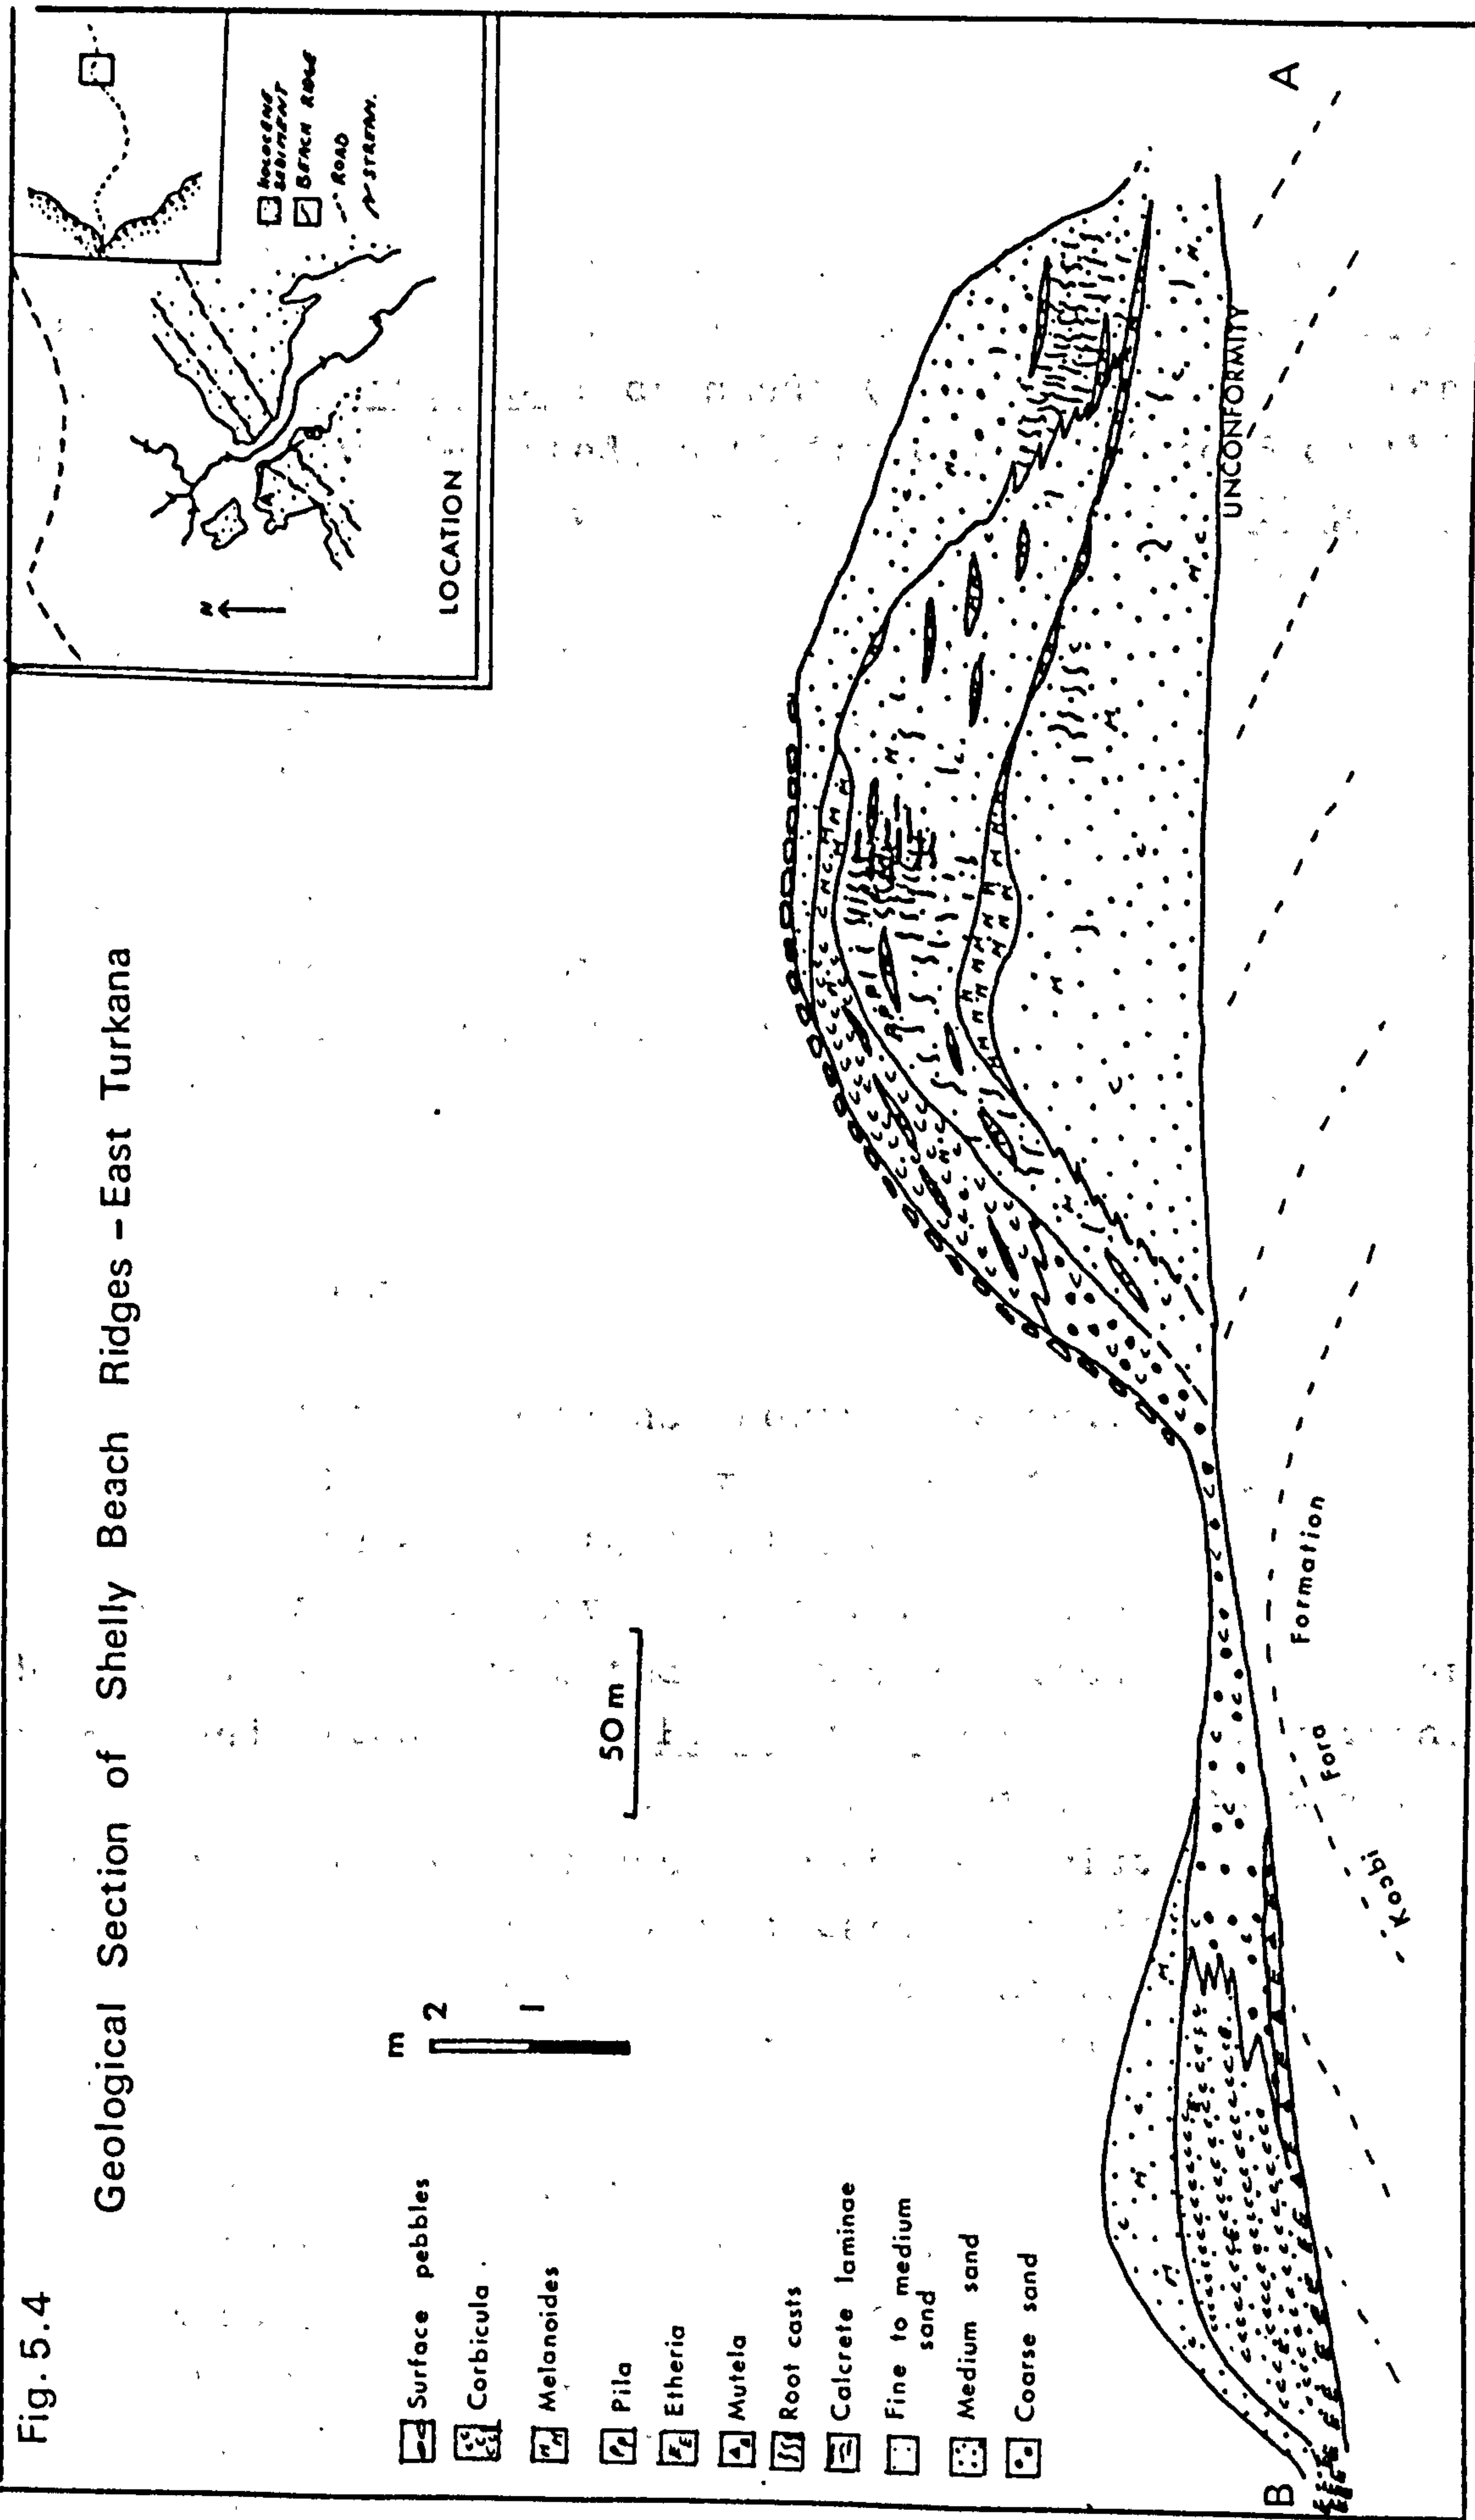 Fig. 5.4
Geological Section of Shelly Beach Ridges – East Turkana
Surface pebbles
Corbicula
Melanoides
Pila
Etheria
Mutela
Root casts
Calcrete laminae
Fine to medium
sand
Medium sand
Coarse sand
m
2
1
50 m
N
LOCATION
HOLOCENE
SEDIMENT
BEACH RIDGE
ROAD
STREAM.
A
B
UNCONFORMITY
Koobi Fora Formation
B
A